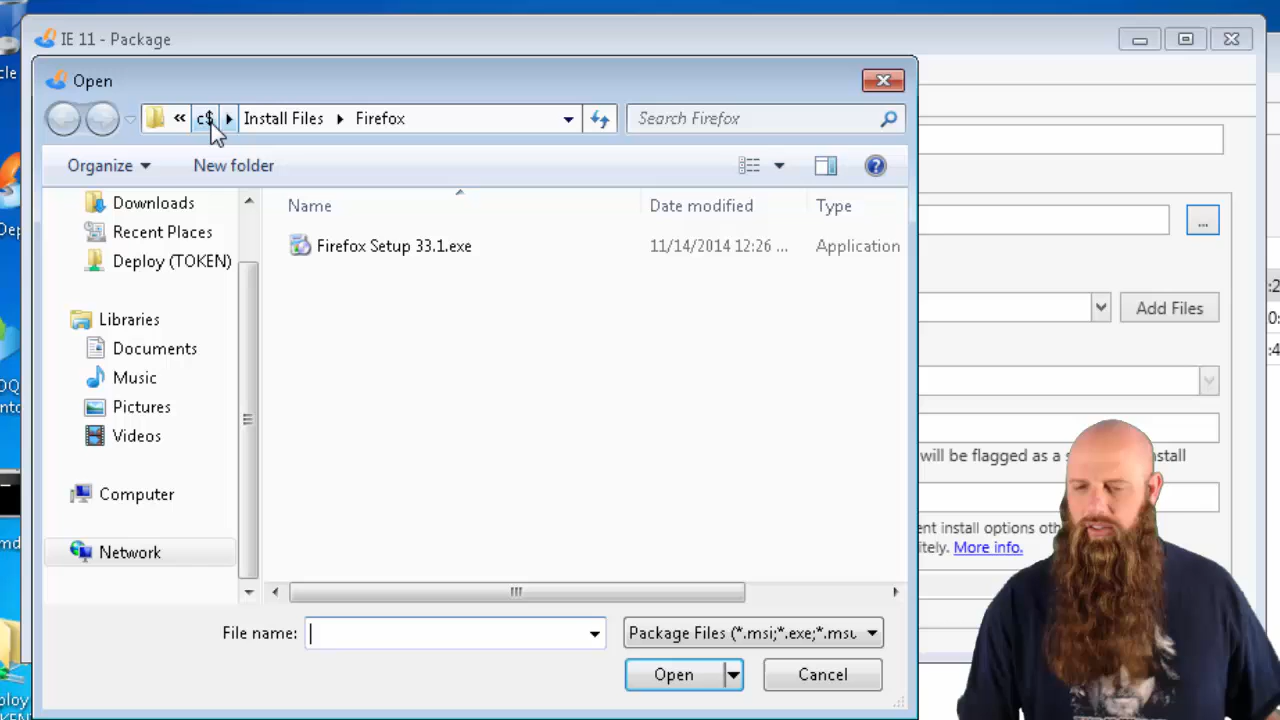 IE 11 - Package
Open
c$ Install Files Firefox
Search Firefox
Organize New folder
Name Date modified Type
Downloads
Recent Places
Deploy (TOKEN)
Firefox Setup 33.1.exe 11/14/2014 12:26 ... Application
Libraries
Documents
Music
Pictures
Videos
Computer
Network
File name:
Package Files (*.msi;*.exe;*.msu
Open Cancel
...
Add Files
will be flagged as a
install
ent install options
More info.